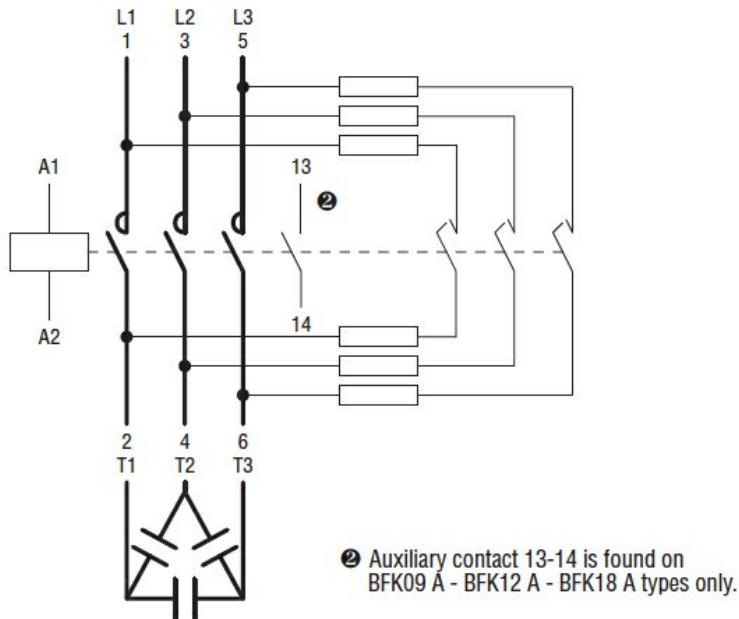 L1 L2 L3
1 3 5
A1
13
❷
14
A2
2 4 6
T1 T2 T3
❷ Auxiliary contact 13-14 is found on
BFK09 A - BFK12 A - BFK18 A types only.